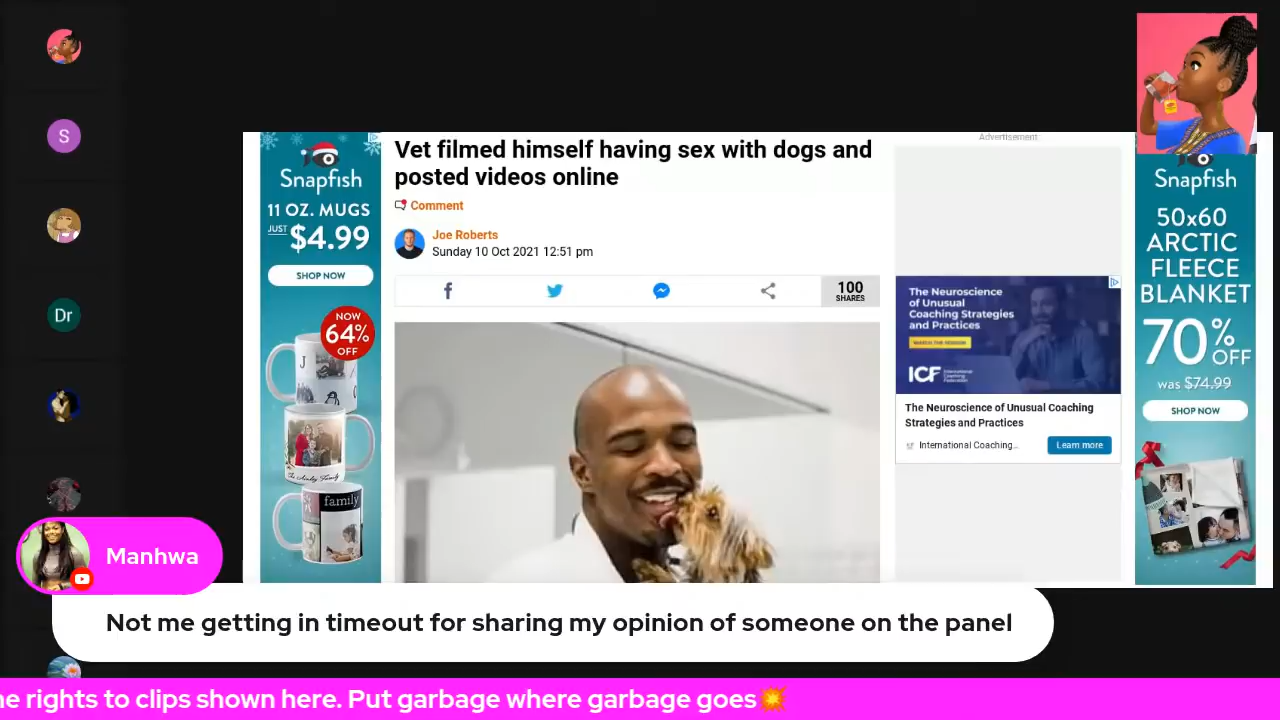 S
Dr
Snapfish
11 OZ. MUGS
JUST $4.99
SHOP NOW
NOW
64%
OFF
family
Vet filmed himself having sex with dogs and
posted videos online
Comment
Joe Roberts
Sunday 10 Oct 2021 12:51 pm
100
SHARES
Advertisement
The Neuroscience
of Unusual
Coaching Strategies
and Practices
ICF
The Neuroscience of Unusual Coaching
Strategies and Practices
International Coaching...
Learn more
Snapfish
50x60
ARCTIC
FLEECE
BLANKET
70% OFF
was $74.99
SHOP NOW
Manhwa
Not me getting in timeout for sharing my opinion of someone on the panel
he rights to clips shown here. Put garbage where garbage goes💥